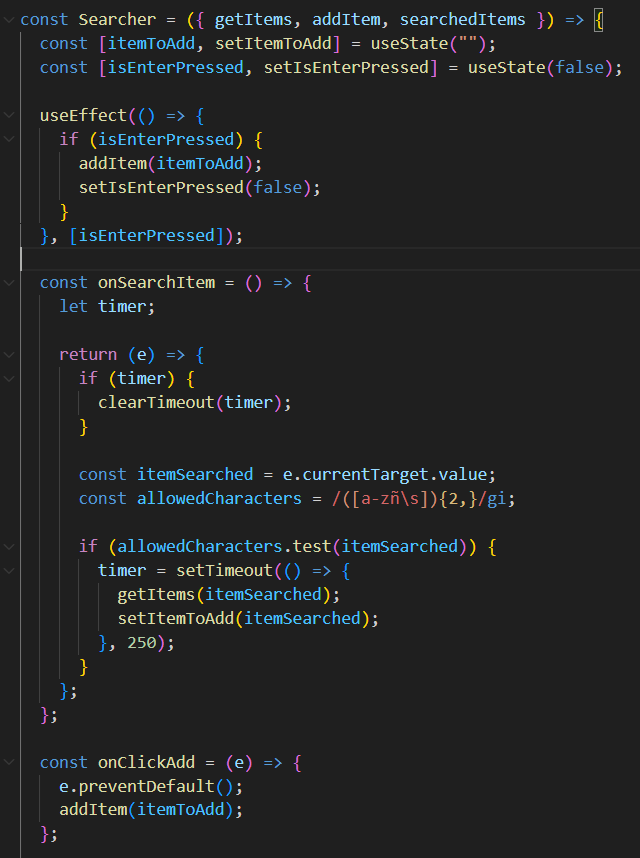 const Searcher = ({ getItems, addItem, searchedItems }) => {
  const [itemToAdd, setItemToAdd] = useState("");
  const [isEnterPressed, setIsEnterPressed] = useState(false);

  useEffect(() => {
    if (isEnterPressed) {
      addItem(itemToAdd);
      setIsEnterPressed(false);
    }
  }, [isEnterPressed]);

  const onSearchItem = () => {
    let timer;

    return (e) => {
      if (timer) {
        clearTimeout(timer);
      }

      const itemSearched = e.currentTarget.value;
      const allowedCharacters = /([a-zñ\s]){2,}/gi;

      if (allowedCharacters.test(itemSearched)) {
        timer = setTimeout(() => {
          getItems(itemSearched);
          setItemToAdd(itemSearched);
        }, 250);
      }
    };
  };

  const onClickAdd = (e) => {
    e.preventDefault();
    addItem(itemToAdd);
  };